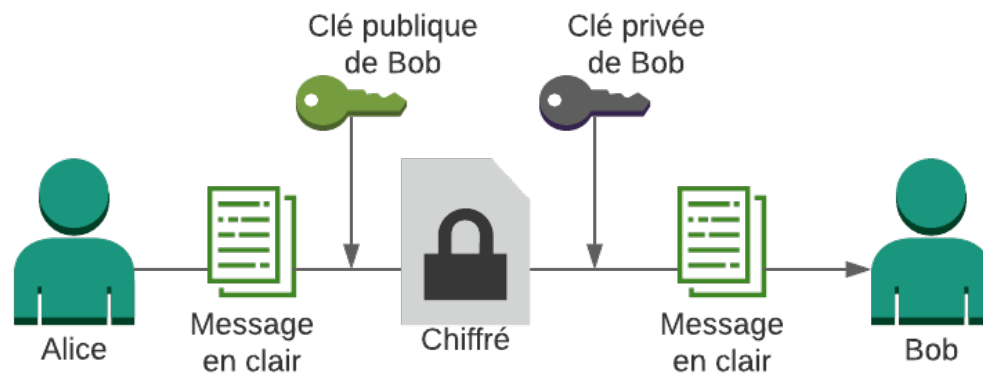 Clé publique
de Bob
Clé privée
de Bob
Alice
Message
en clair
Chiffré
Message
en clair
Bob